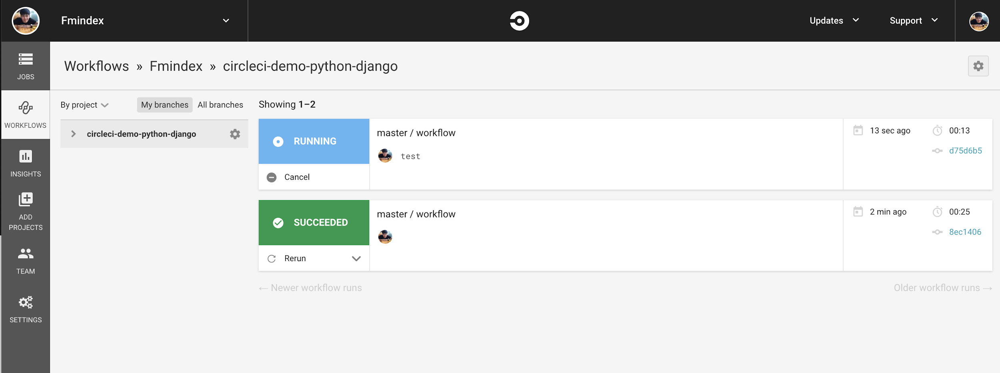 Fmindex
Updates
Support
JOBS
WORKFLOWS
INSIGHTS
ADD
PROJECTS
TEAM
SETTINGS
Workflows » Fmindex » circleci-demo-python-django
By project
My branches
All branches
circleci-demo-python-django
Showing 1–2
RUNNING
Cancel
master / workflow
test
13 sec ago
00:13
d75d6b5
SUCCEEDED
Rerun
master / workflow
2 min ago
00:25
8ec1406
← Newer workflow runs
Older workflow runs →